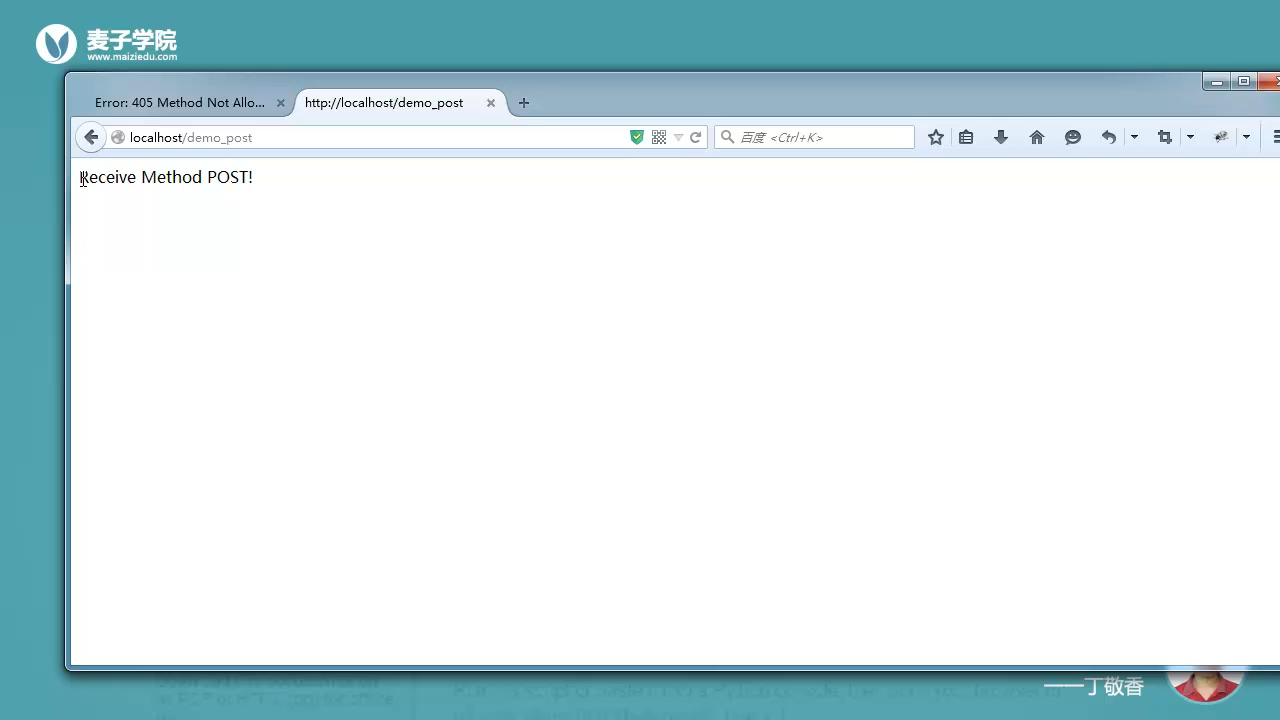 麦子学院
www.maiziedu.com
Error: 405 Method Not Allo...
http://localhost/demo_post
localhost/demo_post
百度 <Ctrl+K>
Receive Method POST!
——丁敬香